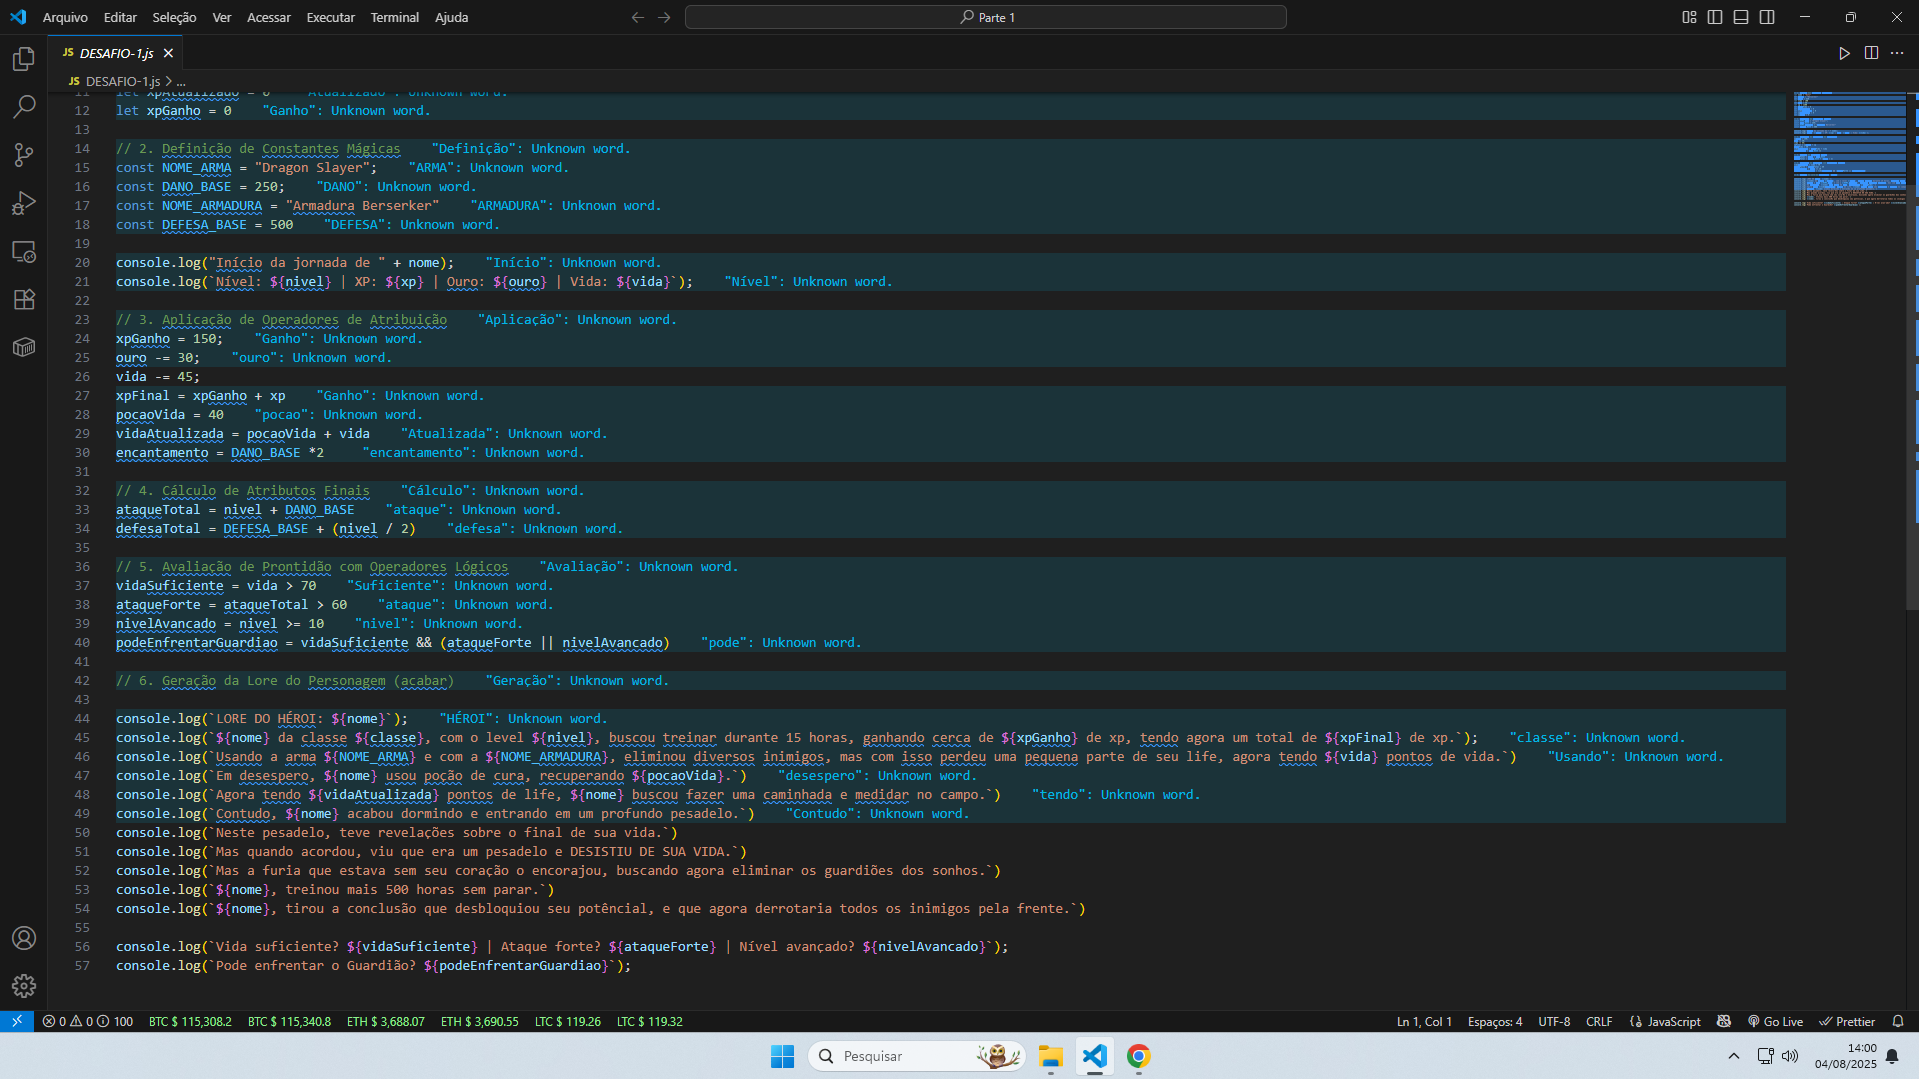 Arquivo Editar Seleção Ver Acessar Executar Terminal Ajuda
Parte 1
JS DESAFIO-1.js
JS DESAFIO-1.js > ...
11 let xpAtualizado = 0 "Atualizado": Unknown word.
12 let xpGanho = 0 "Ganho": Unknown word.
13
14 // 2. Definição de Constantes Mágicas "Definição": Unknown word.
15 const NOME_ARMA = "Dragon Slayer"; "ARMA": Unknown word.
16 const DANO_BASE = 250; "DANO": Unknown word.
17 const NOME_ARMADURA = "Armadura Berserker" "ARMADURA": Unknown word.
18 const DEFESA_BASE = 500 "DEFESA": Unknown word.
19
20 console.log("Início da jornada de " + nome); "Início": Unknown word.
21 console.log(`Nível: ${nivel} | XP: ${xp} | Ouro: ${ouro} | Vida: ${vida}`); "Nível": Unknown word.
22
23 // 3. Aplicação de Operadores de Atribuição "Aplicação": Unknown word.
24 xpGanho = 150; "Ganho": Unknown word.
25 ouro -= 30; "ouro": Unknown word.
26 vida -= 45;
27 xpFinal = xpGanho + xp "Ganho": Unknown word.
28 pocaoVida = 40 "pocao": Unknown word.
29 vidaAtualizada = pocaoVida + vida "Atualizada": Unknown word.
30 encantamento = DANO_BASE *2 "encantamento": Unknown word.
31
32 // 4. Cálculo de Atributos Finais "Cálculo": Unknown word.
33 ataqueTotal = nivel + DANO_BASE "ataque": Unknown word.
34 defesaTotal = DEFESA_BASE + (nivel / 2) "defesa": Unknown word.
35
36 // 5. Avaliação de Prontidão com Operadores Lógicos "Avaliação": Unknown word.
37 vidaSuficiente = vida > 70 "Suficiente": Unknown word.
38 ataqueForte = ataqueTotal > 60 "ataque": Unknown word.
39 nivelAvancado = nivel >= 10 "nivel": Unknown word.
40 podeEnfrentarGuardiao = vidaSuficiente && (ataqueForte || nivelAvancado) "pode": Unknown word.
41
42 // 6. Geração da Lore do Personagem (acabar) "Geração": Unknown word.
43
44 console.log(`LORE DO HÉROI: ${nome}`); "HÉROI": Unknown word.
45 console.log(`${nome} da classe ${classe}, com o level ${nivel}, buscou treinar durante 15 horas, ganhando cerca de ${xpGanho} de xp, tendo agora um total de ${xpFinal} de xp.`); "classe": Unknown word.
46 console.log(`Usando a arma ${NOME_ARMA} e com a ${NOME_ARMADURA}, eliminou diversos inimigos, mas com isso perdeu uma pequena parte de seu life, agora tendo ${vida} pontos de vida.`) "Usando": Unknown word.
47 console.log(`Em desespero, ${nome} usou poção de cura, recuperando ${pocaoVida}.`) "desespero": Unknown word.
48 console.log(`Agora tendo ${vidaAtualizada} pontos de life, ${nome} buscou fazer uma caminhada e medidar no campo.`) "tendo": Unknown word.
49 console.log(`Contudo, ${nome} acabou dormindo e entrando em um profundo pesadelo.`) "Contudo": Unknown word.
50 console.log(`Neste pesadelo, teve revelações sobre o final de sua vida.`)
51 console.log(`Mas quando acordou, viu que era um pesadelo e DESISTIU DE SUA VIDA.`)
52 console.log(`Mas a furia que estava sem seu coração o encorajou, buscando agora eliminar os guardiões dos sonhos.`)
53 console.log(`${nome}, treinou mais 500 horas sem parar.`)
54 console.log(`${nome}, tirou a conclusão que desbloquiou seu potêncial, e que agora derrotaria todos os inimigos pela frente.`)
55
56 console.log(`Vida suficiente? ${vidaSuficiente} | Ataque forte? ${ataqueForte} | Nível avançado? ${nivelAvancado}`);
57 console.log(`Pode enfrentar o Guardião? ${podeEnfrentarGuardiao}`);
0 0 100 BTC $ 115,308.2 BTC $ 115,340.8 ETH $ 3,688.07 ETH $ 3,690.55 LTC $ 119.26 LTC $ 119.32 Ln 1, Col 1 Espaços: 4 UTF-8 CRLF JavaScript Go Live Prettier
Pesquisar
14:00
04/08/2025